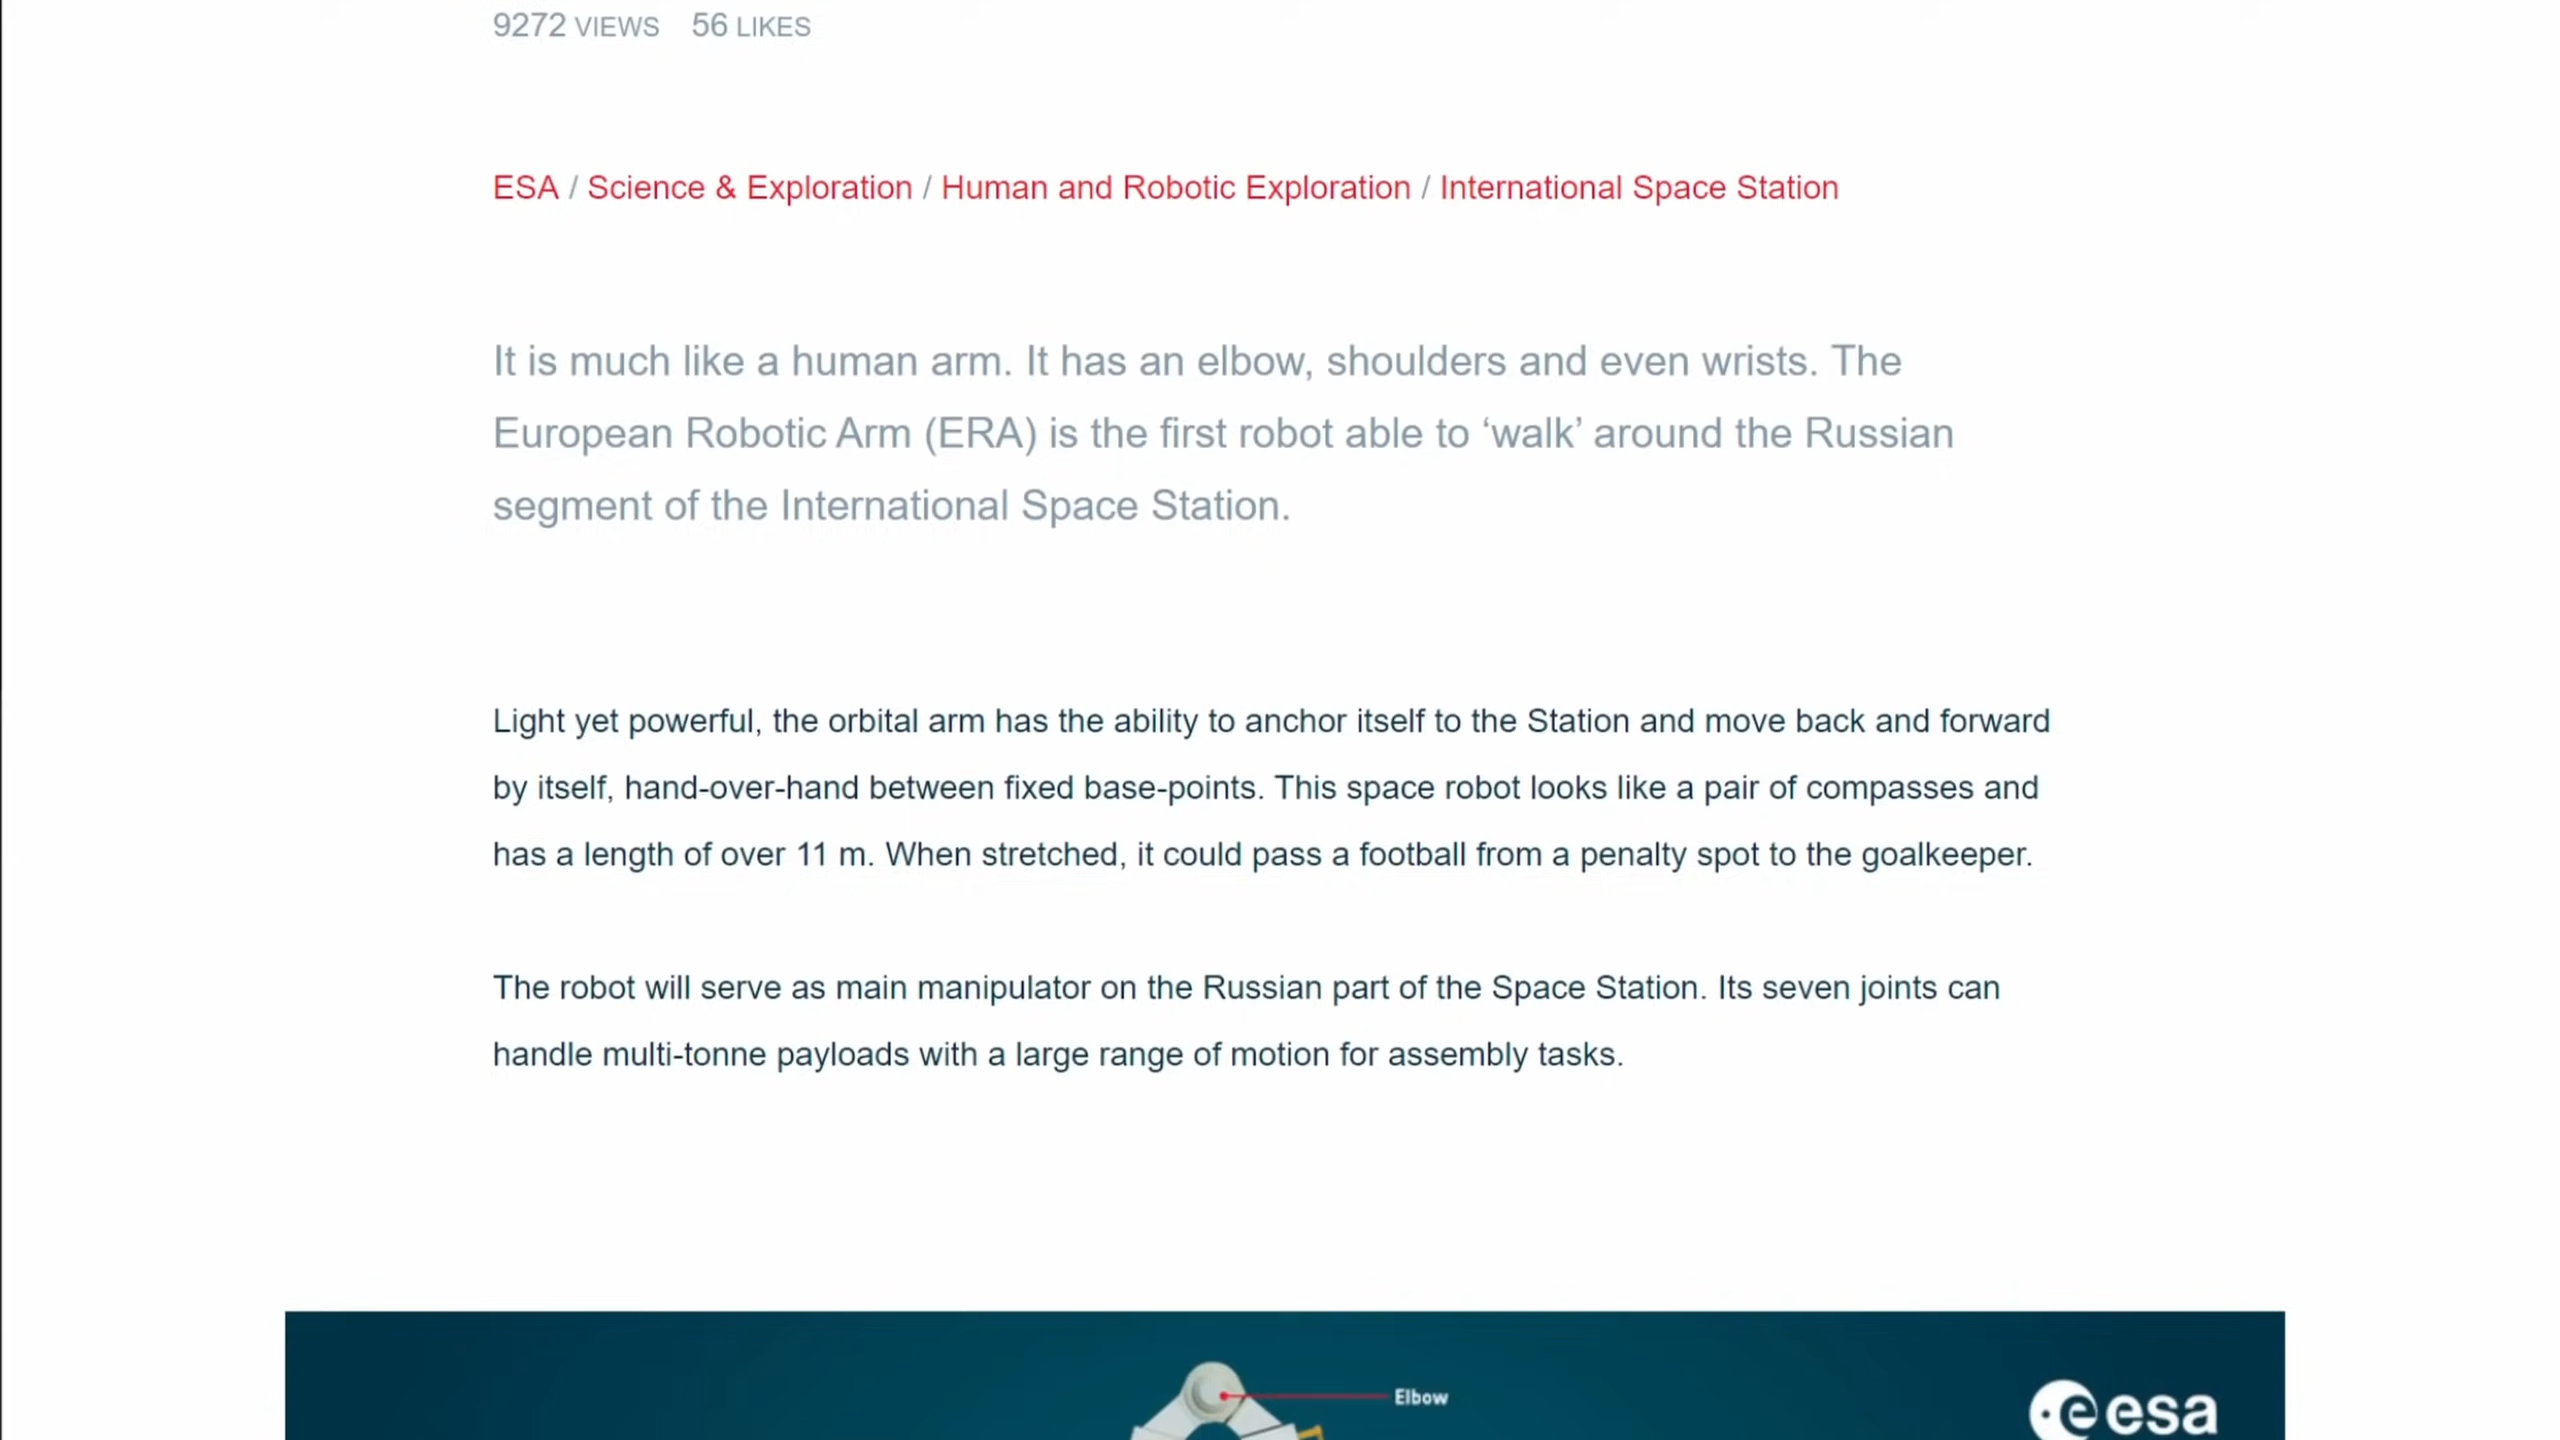 9272 VIEWS 56 LIKES
ESA / Science & Exploration / Human and Robotic Exploration / International Space Station
It is much like a human arm. It has an elbow, shoulders and even wrists. The
European Robotic Arm (ERA) is the first robot able to ‘walk’ around the Russian
segment of the International Space Station.
Light yet powerful, the orbital arm has the ability to anchor itself to the Station and move back and forward
by itself, hand-over-hand between fixed base-points. This space robot looks like a pair of compasses and
has a length of over 11 m. When stretched, it could pass a football from a penalty spot to the goalkeeper.
The robot will serve as main manipulator on the Russian part of the Space Station. Its seven joints can
handle multi-tonne payloads with a large range of motion for assembly tasks.
Elbow
esa